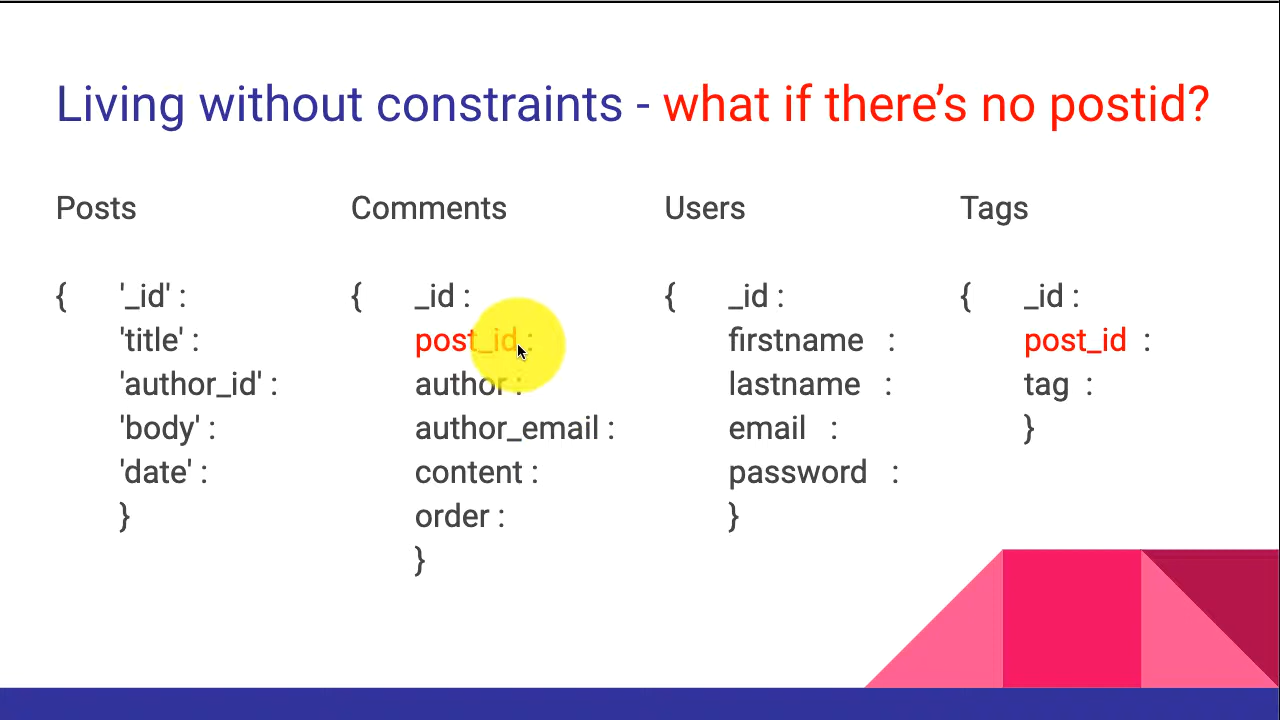 Living without constraints - what if there's no postid?
Posts
{ '_id' :
'title' :
'author_id' :
'body' :
'date' :
}
Comments
{ _id :
post_id :
author :
author_email :
content :
order :
}
Users
{ _id :
firstname :
lastname :
email :
password :
}
Tags
{ _id :
post_id :
tag :
}